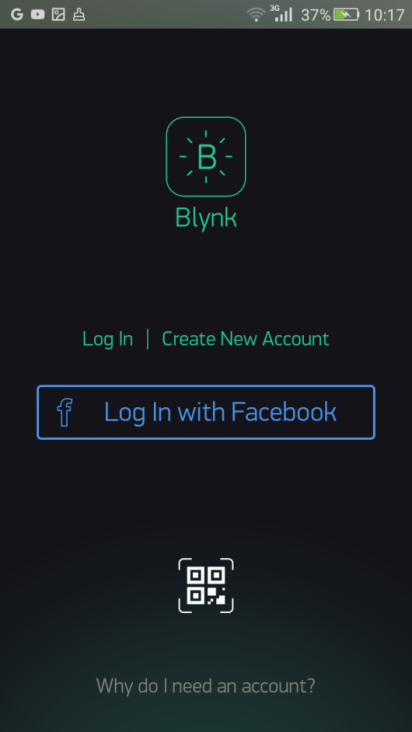 G 3G 37% 10:17
B
Blynk
Log In | Create New Account
f Log In with Facebook
Why do I need an account?